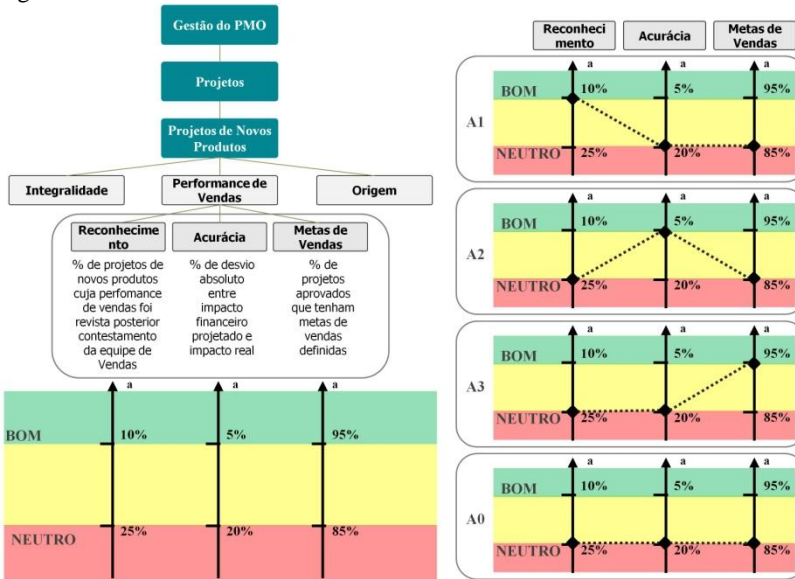 Gestão do PMO
Projetos
Projetos de Novos
Produtos
Integralidade
Performance de
Vendas
Origem
Reconhecime
nto
Acurácia
Metas de
Vendas
% de projetos de
novos produtos
cuja perfomance
de vendas foi
revista posterior
contestamento
da equipe de
Vendas
% de desvio
absoluto
entre
impacto
financeiro
projetado e
impacto real
% de
projetos
aprovados
que tenham
metas de
vendas
definidas
a a a
BOM 10% 5% 95%
NEUTRO 25% 20% 85%
Reconheci
mento
Acurácia
Metas de
Vendas
a a a
A1
BOM 10% 5% 95%
NEUTRO 25% 20% 85%
a a a
A2
BOM 10% 5% 95%
NEUTRO 25% 20% 85%
a a a
A3
BOM 10% 5% 95%
NEUTRO 25% 20% 85%
a a a
A0
BOM 10% 5% 95%
NEUTRO 25% 20% 85%